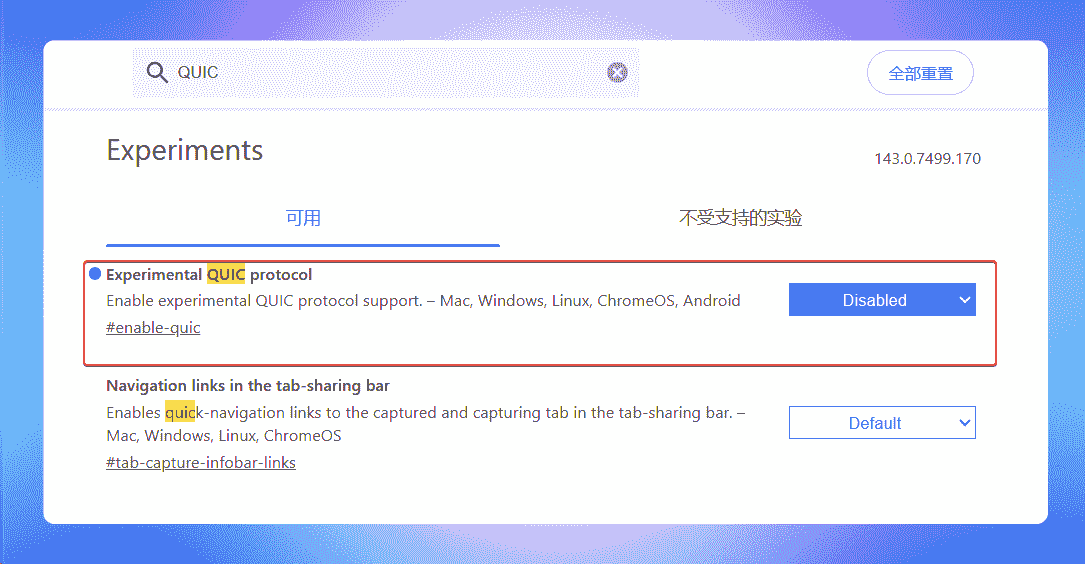 QUIC
全部重置
Experiments
143.0.7499.170
可用
不受支持的实验
Experimental QUIC protocol
Enable experimental QUIC protocol support. – Mac, Windows, Linux, ChromeOS, Android
Disabled
#enable-quic
Navigation links in the tab-sharing bar
Enables quick-navigation links to the captured and capturing tab in the tab-sharing bar. –
Mac, Windows, Linux, ChromeOS
Default
#tab-capture-infobar-links